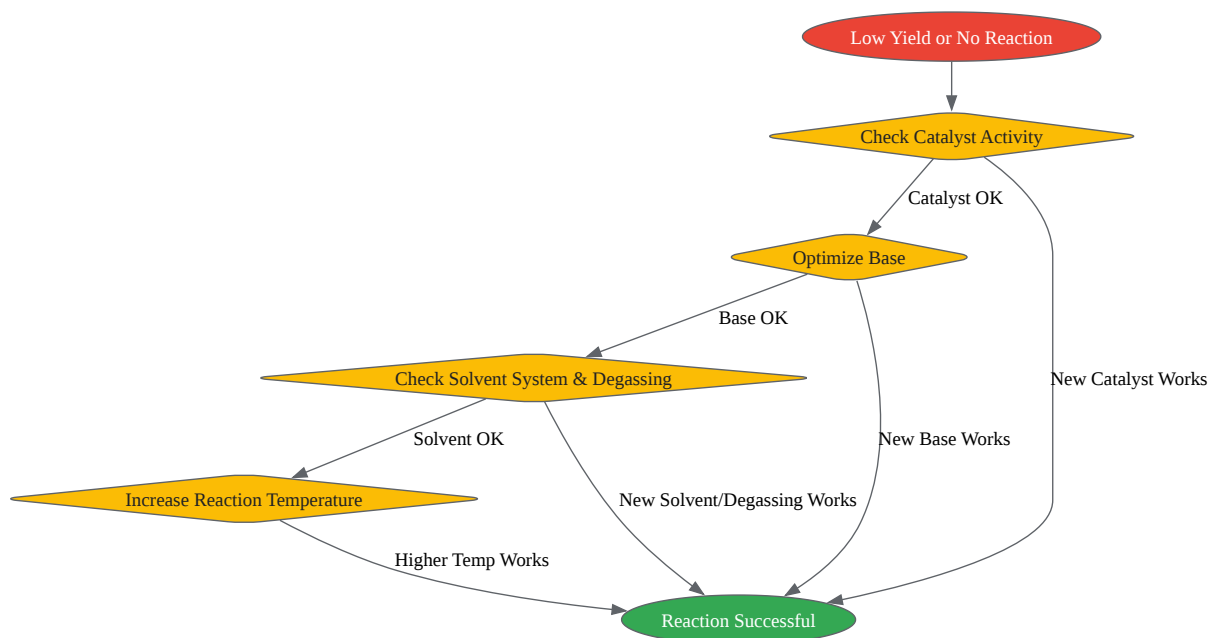 Low Yield or No Reaction
Check Catalyst Activity
Catalyst OK
Optimize Base
Base OK
Check Solvent System & Degassing
New Catalyst Works
Solvent OK
New Base Works
Increase Reaction Temperature
New Solvent/Degassing Works
Higher Temp Works
Reaction Successful